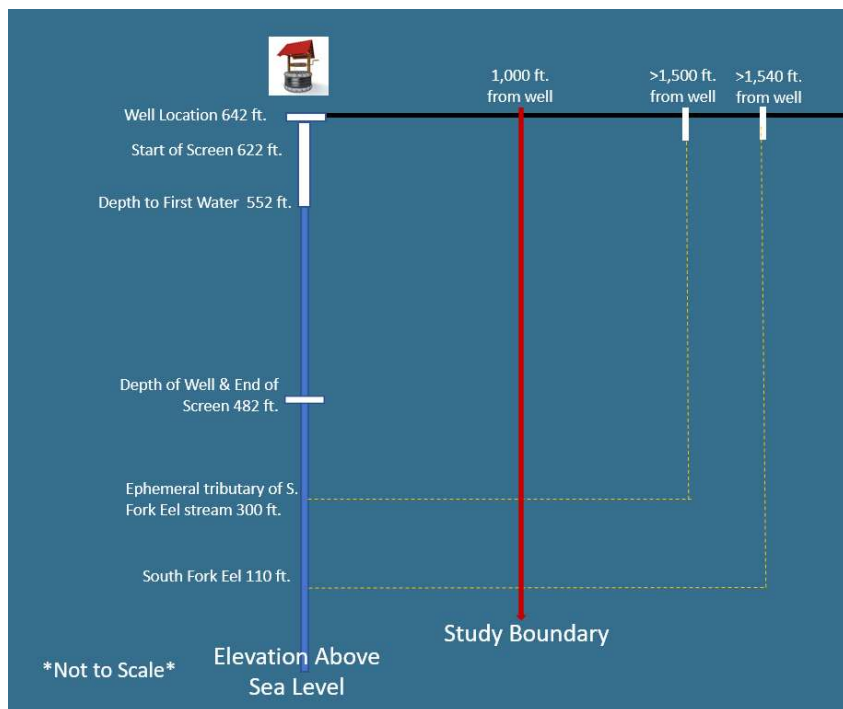 1,000 ft.
from well
>1,500 ft.
from well
>1,540 ft.
from well
Well Location 642 ft.
Start of Screen 622 ft.
Depth to First Water 552 ft.
Depth of Well & End of
Screen 482 ft.
Ephemeral tributary of S.
Fork Eel stream 300 ft.
South Fork Eel 110 ft.
Study Boundary
*Not to Scale*
Elevation Above
Sea Level